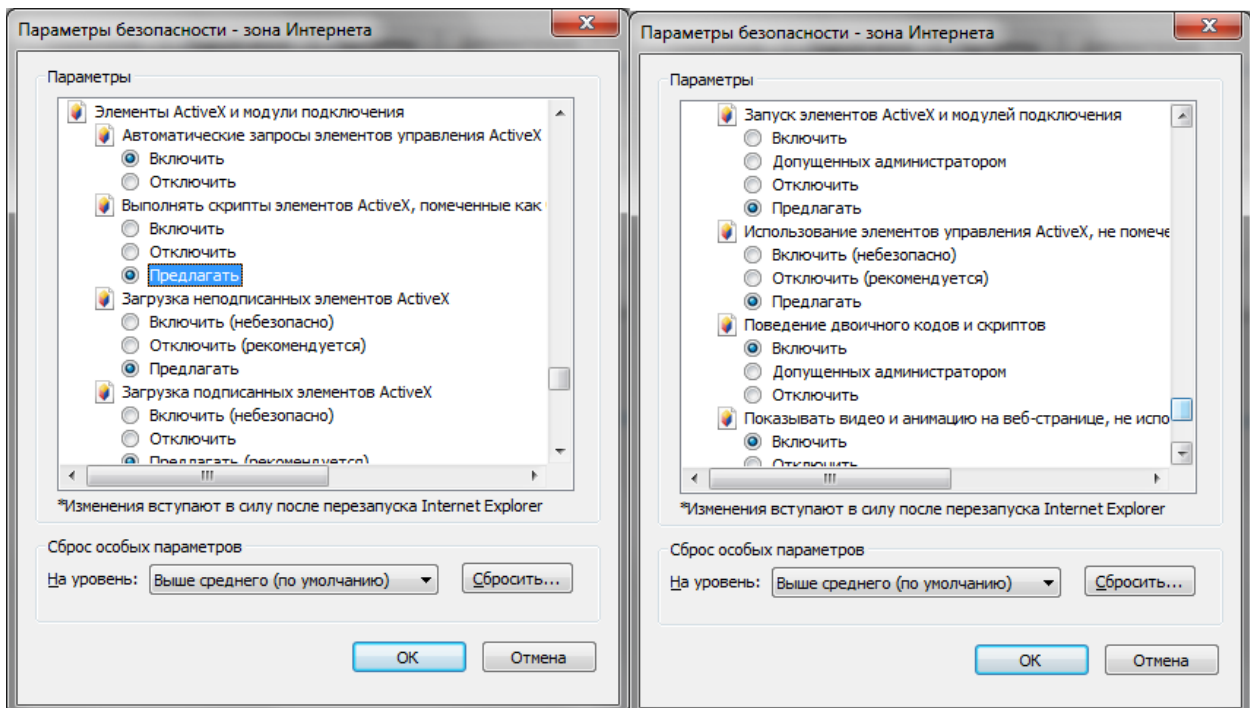 Параметры безопасности - зона Интернета
Параметры
Элементы ActiveX и модули подключения
Автоматические запросы элементов управления ActiveX
Включить
Отключить
Выполнять скрипты элементов ActiveX, помеченные как
Включить
Отключить
Предлагать
Загрузка неподписанных элементов ActiveX
Включить (небезопасно)
Отключить (рекомендуется)
Предлагать
Загрузка подписанных элементов ActiveX
Включить (небезопасно)
Отключить
Предлагать (рекомендуется)
*Изменения вступают в силу после перезапуска Internet Explorer
Сброс особых параметров
На уровень: Выше среднего (по умолчанию) Сбросить...
ОК Отмена
Параметры безопасности - зона Интернета
Параметры
Запуск элементов ActiveX и модулей подключения
Включить
Допущенных администратором
Отключить
Предлагать
Использование элементов управления ActiveX, не помече
Включить (небезопасно)
Отключить (рекомендуется)
Предлагать
Поведение двоичного кодов и скриптов
Включить
Допущенных администратором
Отключить
Показывать видео и анимацию на веб-странице, не испо
Включить
Отключить
*Изменения вступают в силу после перезапуска Internet Explorer
Сброс особых параметров
На уровень: Выше среднего (по умолчанию) Сбросить...
ОК Отмена